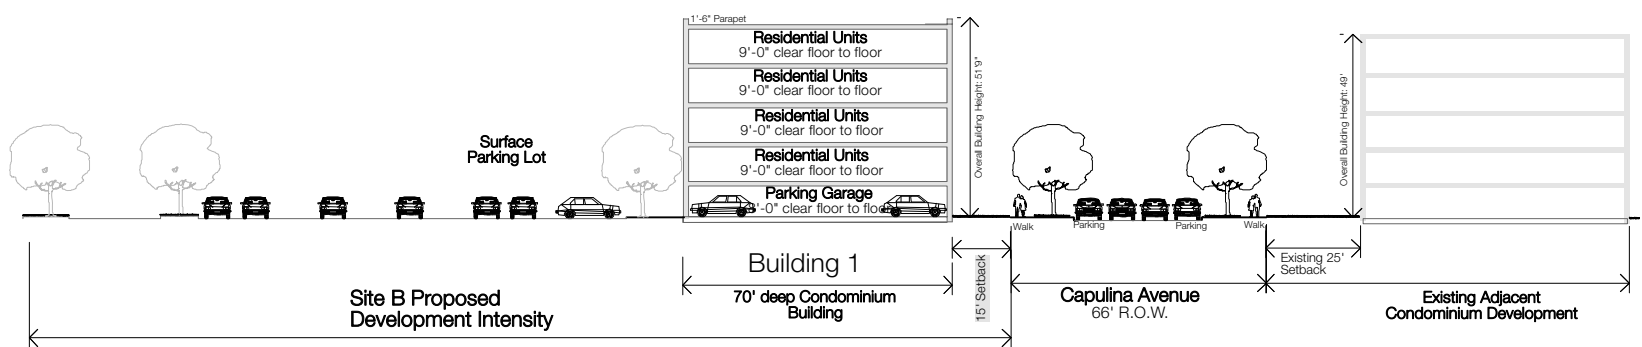 1'-6" Parapet
Residential Units
9'-0" clear floor to floor
Residential Units
9'-0" clear floor to floor
Residential Units
9'-0" clear floor to floor
Residential Units
9'-0" clear floor to floor
Parking Garage
'-0" clear floor to floo
Overall Building Height: 51'9"
Overall Building Height: 49'
Surface
Parking Lot
Walk
Parking
Parking
Walk
Building 1
70' deep Condominium
Building
15' Setback
Existing 25'
Setback
Site B Proposed
Development Intensity
Capulina Avenue
66' R.O.W.
Existing Adjacent
Condominium Development